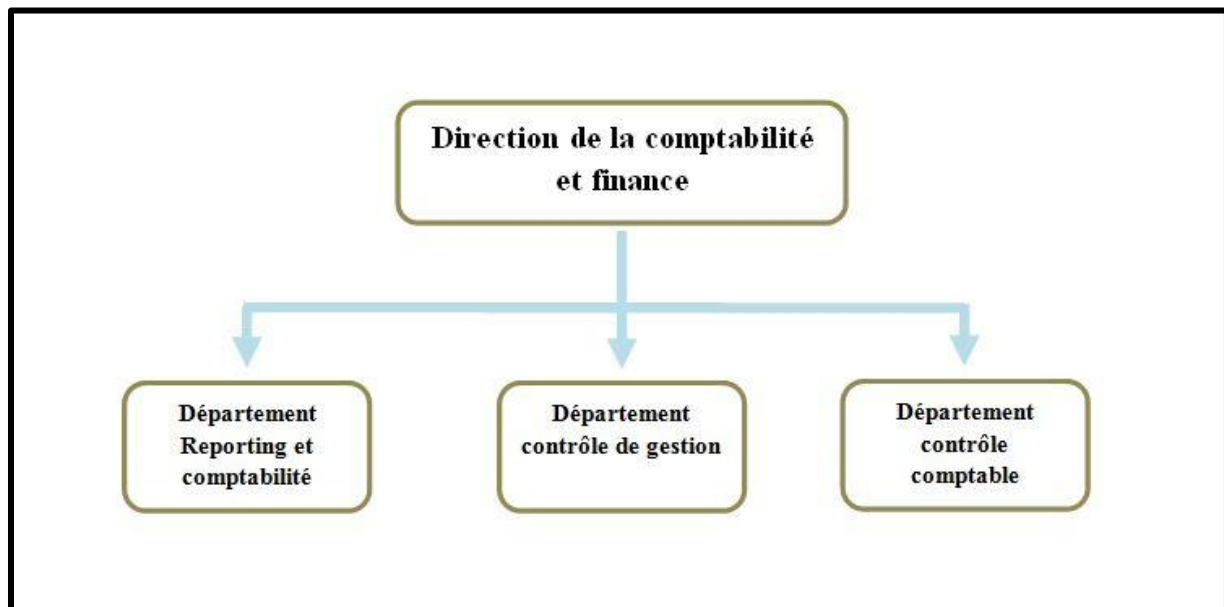 Direction de la comptabilité
et finance
Département
Reporting et
comptabilité
Département
contrôle de gestion
Département
contrôle
comptable